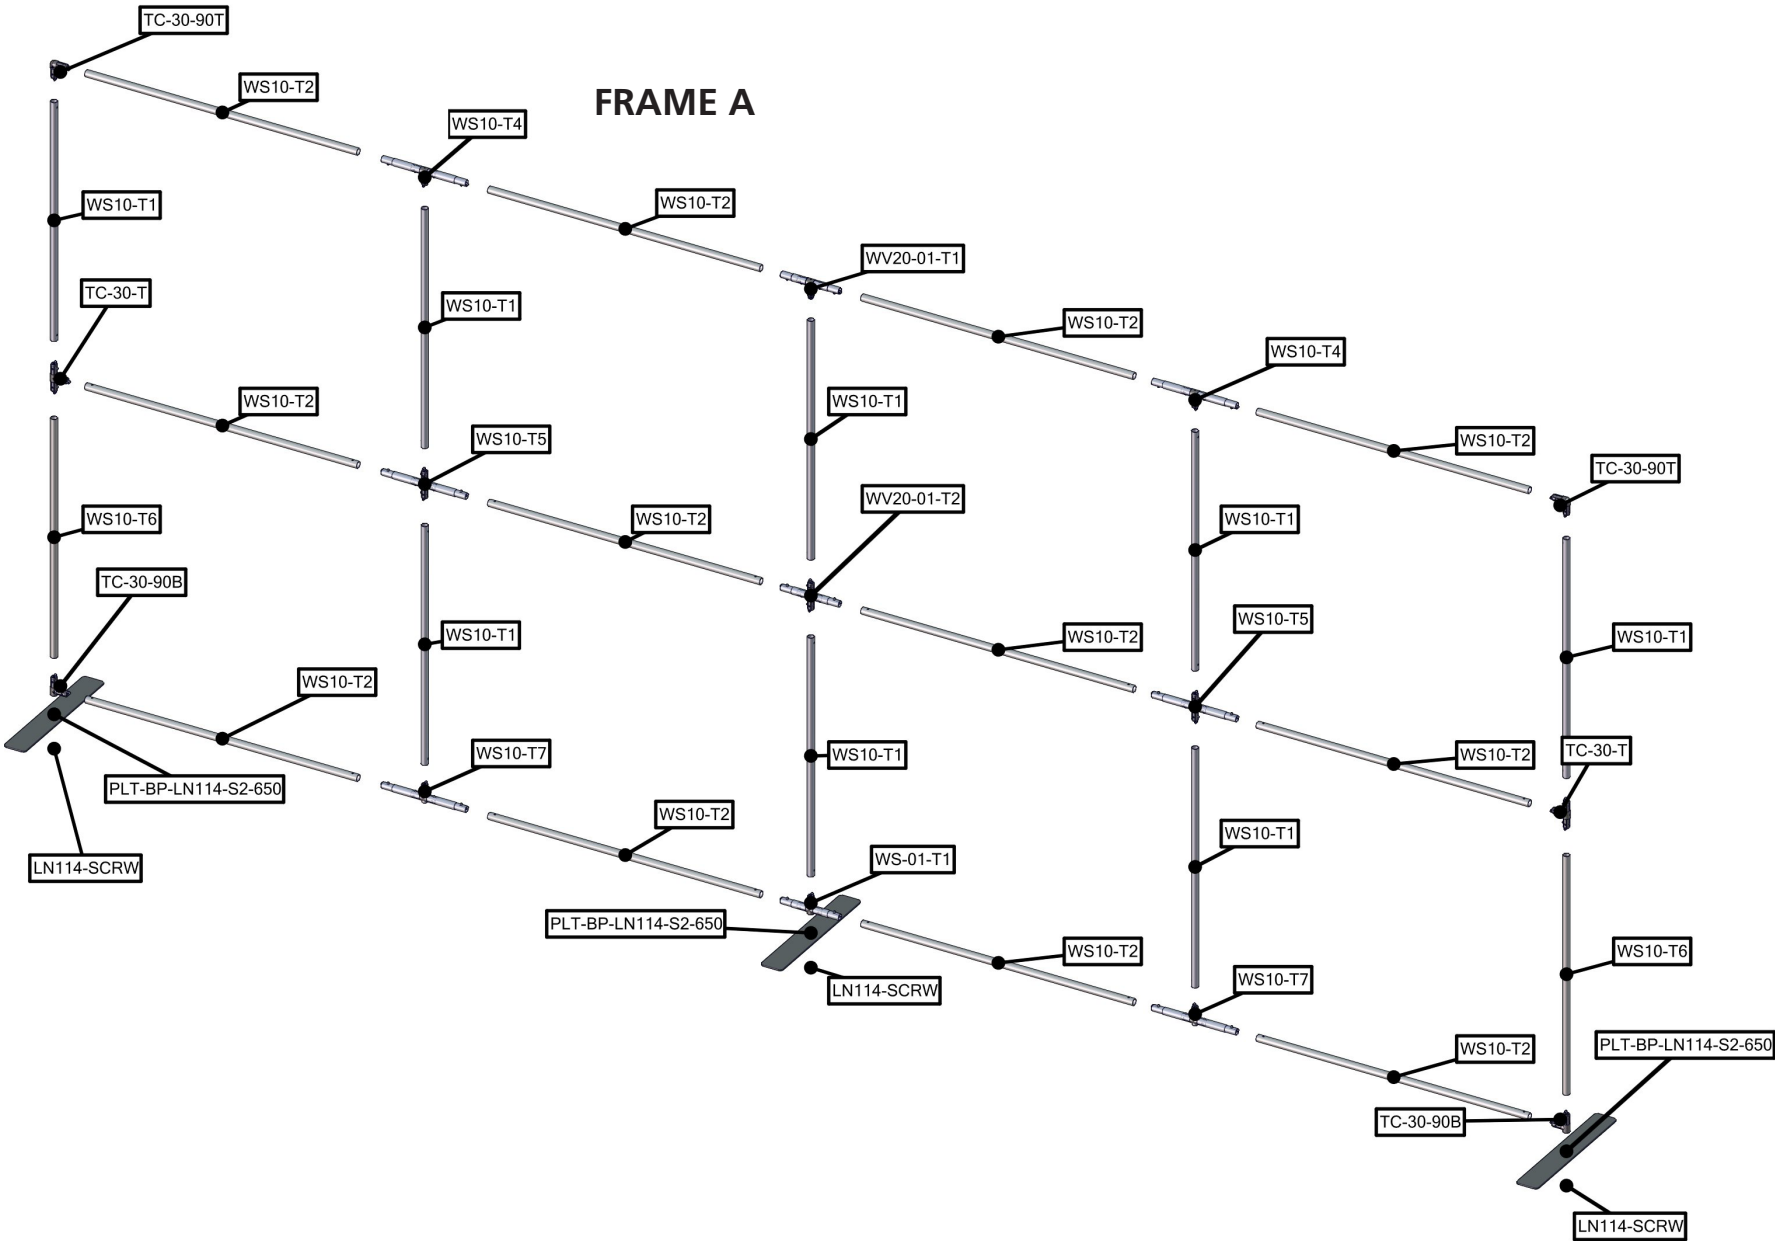 TC-30-90T
WS10-T2
FRAME A
WS10-T4
WS10-T1
WS10-T2
WV20-01-T1
TC-30-T
WS10-T1
WS10-T2
WS10-T4
WS10-T2
WS10-T1
WS10-T5
WS10-T2
TC-30-90T
WV20-01-T2
WS10-T6
WS10-T2
WS10-T1
TC-30-90B
WS10-T5
WS10-T1
WS10-T2
WS10-T1
WS10-T2
WS10-T7
WS10-T1
WS10-T2
TC-30-T
PLT-BP-LN114-S2-650
WS10-T2
WS10-T1
LN114-SCRW
WS-01-T1
PLT-BP-LN114-S2-650
WS10-T2
WS10-T6
LN114-SCRW
WS10-T7
WS10-T2
PLT-BP-LN114-S2-650
TC-30-90B
LN114-SCRW